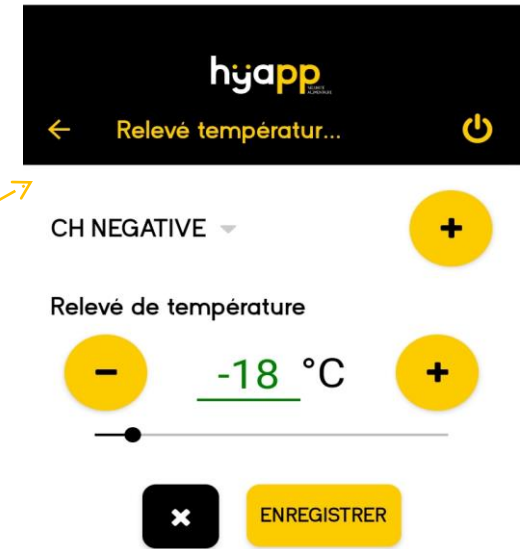 hyapp
Relevé températur...
CH NEGATIVE
Relevé de température
-18 °C
ENREGISTRER